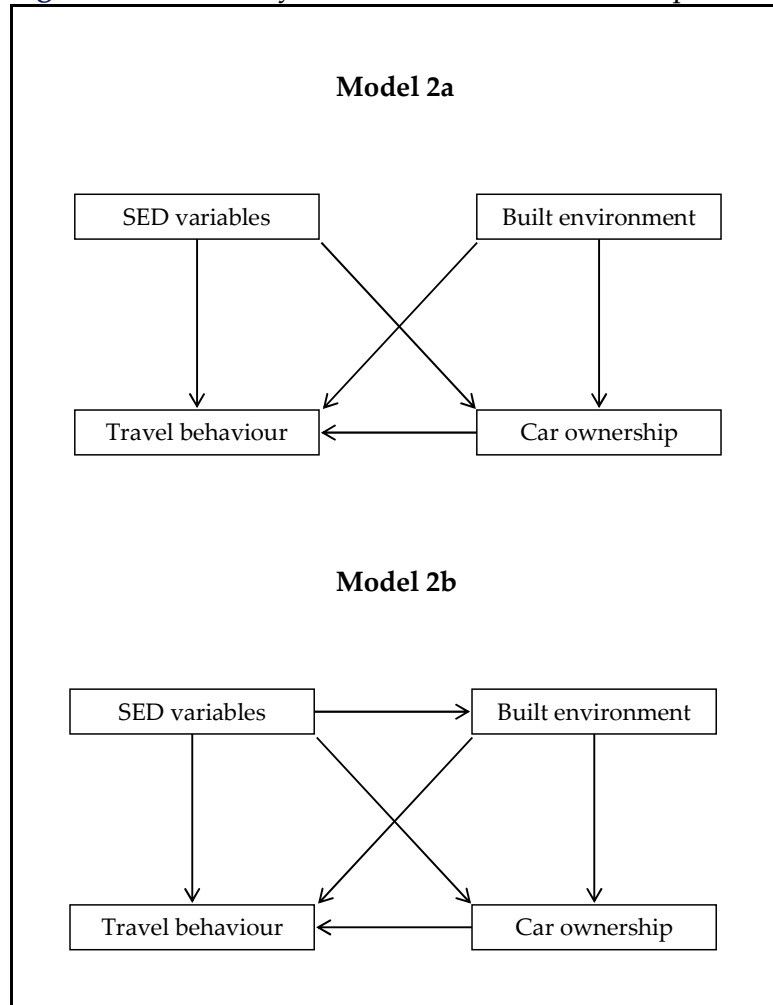 Model 2a
SED variables Built environment
Travel behaviour Car ownership
Model 2b
SED variables Built environment
Travel behaviour Car ownership